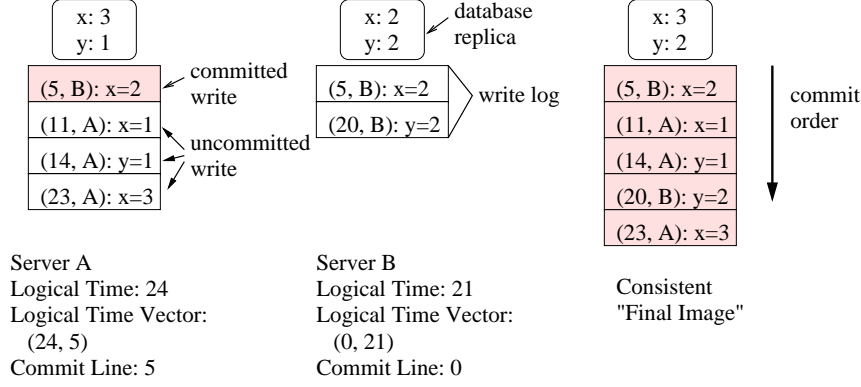 x: 3
y: 1
(5, B): x=2
(11, A): x=1
(14, A): y=1
(23, A): x=3
committed
write
uncommitted
write
Server A
Logical Time: 24
Logical Time Vector:
(24, 5)
Commit Line: 5
x: 2
y: 2
database
replica
(5, B): x=2
(20, B): y=2
write log
Server B
Logical Time: 21
Logical Time Vector:
(0, 21)
Commit Line: 0
x: 3
y: 2
(5, B): x=2
(11, A): x=1
(14, A): y=1
(20, B): y=2
(23, A): x=3
commit
order
Consistent
"Final Image"